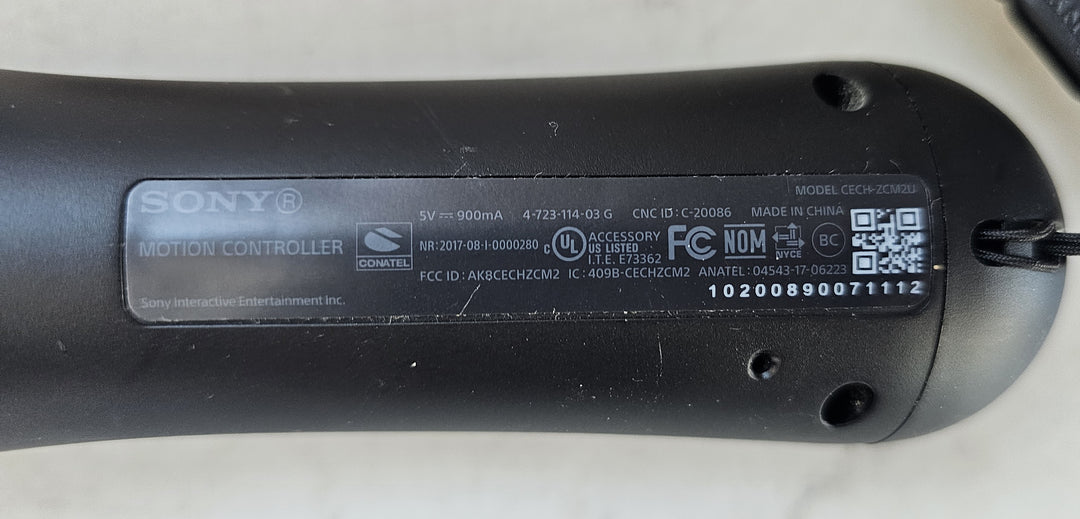 MODEL CECH-ZCM2U
SONY®
5V ⎓ 900mA 4-723-114-03 G CNC ID : C-20086 MADE IN CHINA
MOTION CONTROLLER
CONATEL
NR:2017-08-I-0000280
c UL US LISTED
ACCESSORY
I.T.E. E73362
FC
NOM
NYCE
BC
FCC ID : AK8CECHZCM2 IC : 409B-CECHZCM2 ANATEL : 04543-17-06223
Sony Interactive Entertainment Inc.
10200890071112